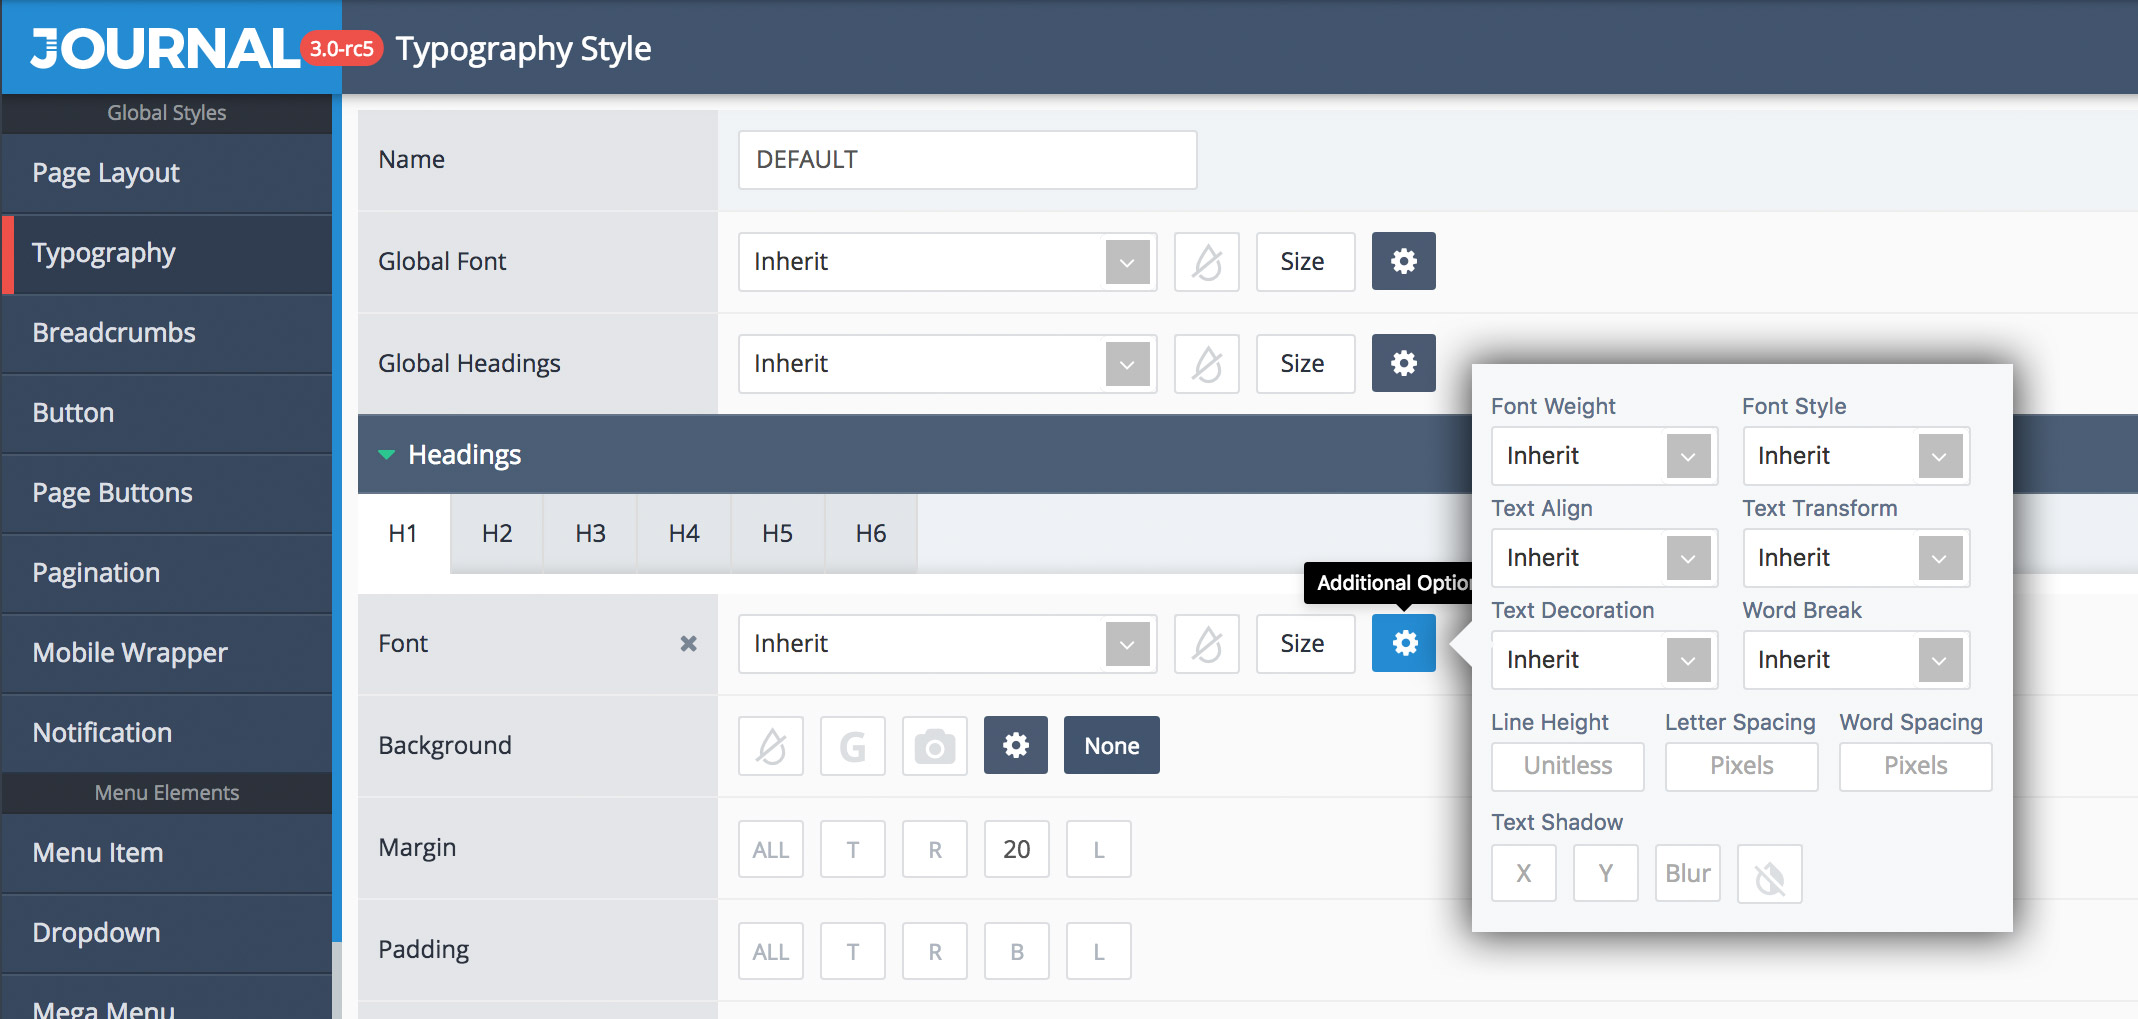 JOURNAL 3.0-rc5 Typography Style
Global Styles
Page Layout
Typography
Breadcrumbs
Button
Page Buttons
Pagination
Mobile Wrapper
Notification
Menu Elements
Menu Item
Dropdown
Mega Menu
Name DEFAULT
Global Font Inherit Size
Global Headings Inherit Size
Headings
H1 H2 H3 H4 H5 H6
Additional Optio
Font Inherit Size
Background G None
Margin ALL T R 20 L
Padding ALL T R B L
Font Weight Font Style
Inherit Inherit
Text Align Text Transform
Inherit Inherit
Text Decoration Word Break
Inherit Inherit
Line Height Letter Spacing Word Spacing
Unitless Pixels Pixels
Text Shadow
X Y Blur